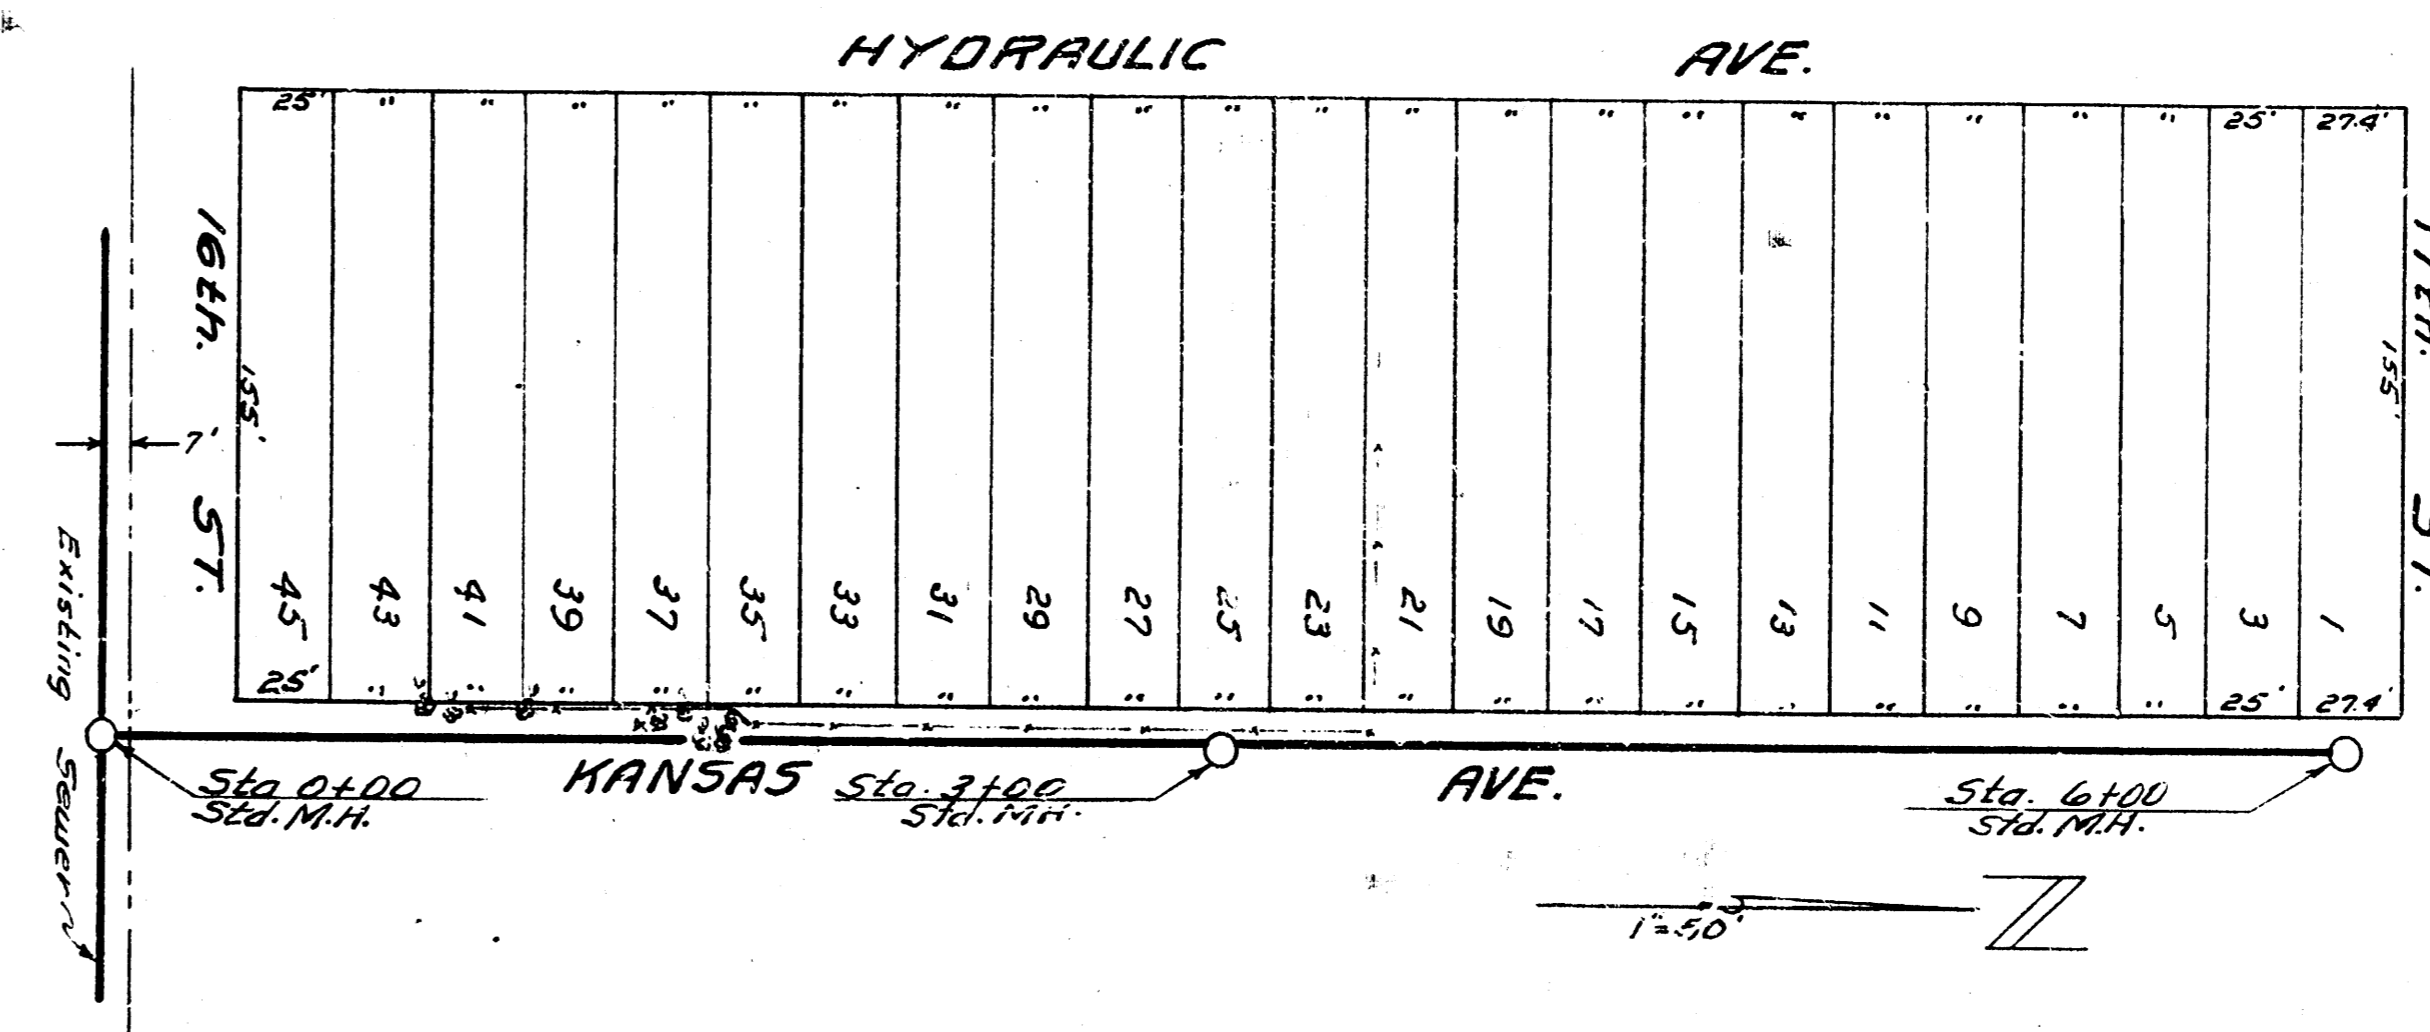 HYDRAULIC AVE.
25' " " " " " " " " " " " " " " " " " " " " 25' 27.4'
16th. ST.
155'
155'
7'
Existing Sewer
45 43 41 39 37 35 33 31 29 27 25 23 21 19 17 15 13 11 9 7 5 3 1
25' " " " " " " " " " " " " " " " " " " " " 25' 27.4'
KANSAS AVE.
Sta 0+00
Std. M.H.
Sta. 3+00
Std. M.H.
Sta. 6+00
Std. M.H.
1"=50'
N